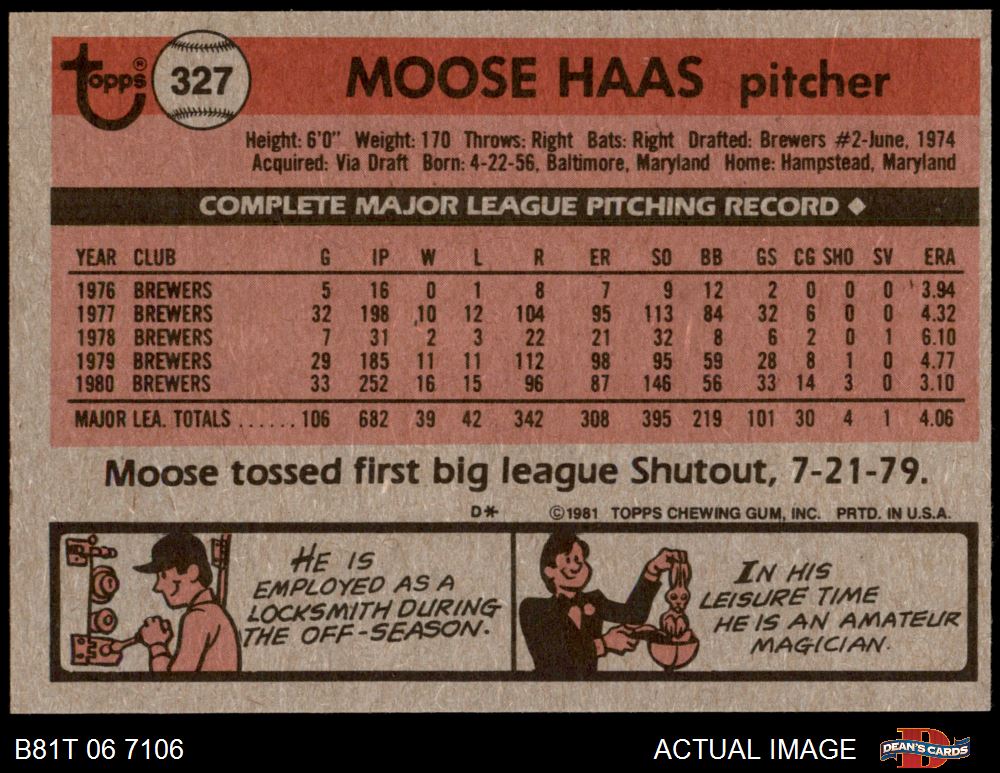 Topps® 327 MOOSE HAAS pitcher
Height: 6'0" Weight: 170 Throws: Right Bats: Right Drafted: Brewers #2-June, 1974
Acquired: Via Draft Born: 4-22-56, Baltimore, Maryland Home: Hampstead, Maryland
COMPLETE MAJOR LEAGUE PITCHING RECORD ◆
YEAR CLUB G IP W L R ER SO BB GS CG SHO SV ERA
1976 BREWERS 5 16 0 1 8 7 9 12 2 0 0 0 3.94
1977 BREWERS 32 198 10 12 104 95 113 84 32 6 0 0 4.32
1978 BREWERS 7 31 2 3 22 21 32 8 6 2 0 1 6.10
1979 BREWERS 29 185 11 11 112 98 95 59 28 8 1 0 4.77
1980 BREWERS 33 252 16 15 96 87 146 56 33 14 3 0 3.10
MAJOR LEA. TOTALS ...... 106 682 39 42 342 308 395 219 101 30 4 1 4.06
Moose tossed first big league Shutout, 7-21-79.
D* ©1981 TOPPS CHEWING GUM, INC. PRTD. IN U.S.A.
HE IS
EMPLOYED AS A
LOCKSMITH DURING
THE OFF-SEASON.
IN HIS
LEISURE TIME
HE IS AN AMATEUR
MAGICIAN.
B81T 06 7106 ACTUAL IMAGE DEAN'S CARDS